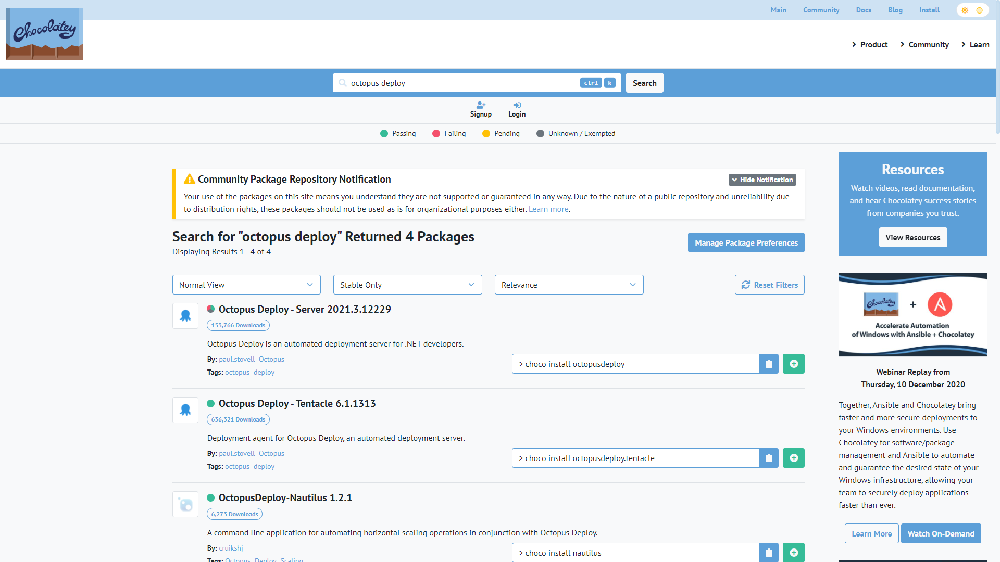 Main
Community
Docs
Blog
Install
Chocolatey
Product
Community
Learn
octopus deploy
ctrl
k
Search
Signup
Login
Passing
Failing
Pending
Unknown / Exempted
Community Package Repository Notification
Hide Notification
Your use of the packages on this site means you understand they are not supported or guaranteed in any way. Due to the nature of a public repository and unreliability due
to distribution rights, these packages should not be used as is for organizational purposes either. Learn more.
Search for "octopus deploy" Returned 4 Packages
Displaying Results 1 - 4 of 4
Manage Package Preferences
Normal View
Stable Only
Relevance
Reset Filters
Octopus Deploy - Server 2021.3.12229
153,766 Downloads
Octopus Deploy is an automated deployment server for .NET developers.
By: paul.stovell Octopus
Tags: octopus deploy
> choco install octopusdeploy
Octopus Deploy - Tentacle 6.1.1313
636,321 Downloads
Deployment agent for Octopus Deploy, an automated deployment server.
By: paul.stovell Octopus
Tags: octopus deploy
> choco install octopusdeploy.tentacle
OctopusDeploy-Nautilus 1.2.1
6,273 Downloads
A command line application for automating horizontal scaling operations in conjunction with Octopus Deploy.
By: cruikshj
Tags: Octopus Deploy Scaling
> choco install nautilus
Resources
Watch videos, read documentation,
and hear Chocolatey success stories
from companies you trust.
View Resources
Chocolatey
+
A
Accelerate Automation
of Windows with Ansible + Chocolatey
Webinar Replay from
Thursday, 10 December 2020
Together, Ansible and Chocolatey bring
faster and more secure deployments to
your Windows environments. Use
Chocolatey for software/package
management and Ansible to automate
and guarantee the desired state of your
Windows infrastructure, allowing your
team to securely deploy applications
faster than ever.
Learn More
Watch On-Demand